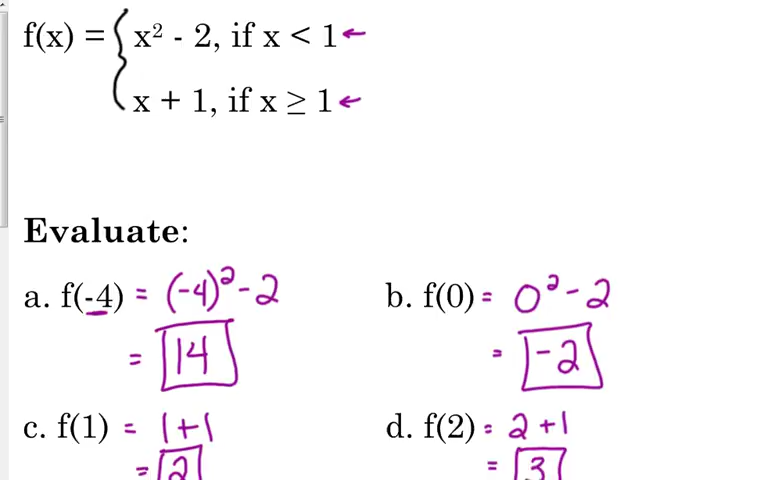 f(x) = { x² - 2, if x < 1 ←
x + 1, if x ≥ 1 ←
Evaluate:
a. f(-4) = (-4)² - 2
= 14
b. f(0) = 0² - 2
= -2
c. f(1) = 1 + 1
= 2
d. f(2) = 2 + 1
= 3